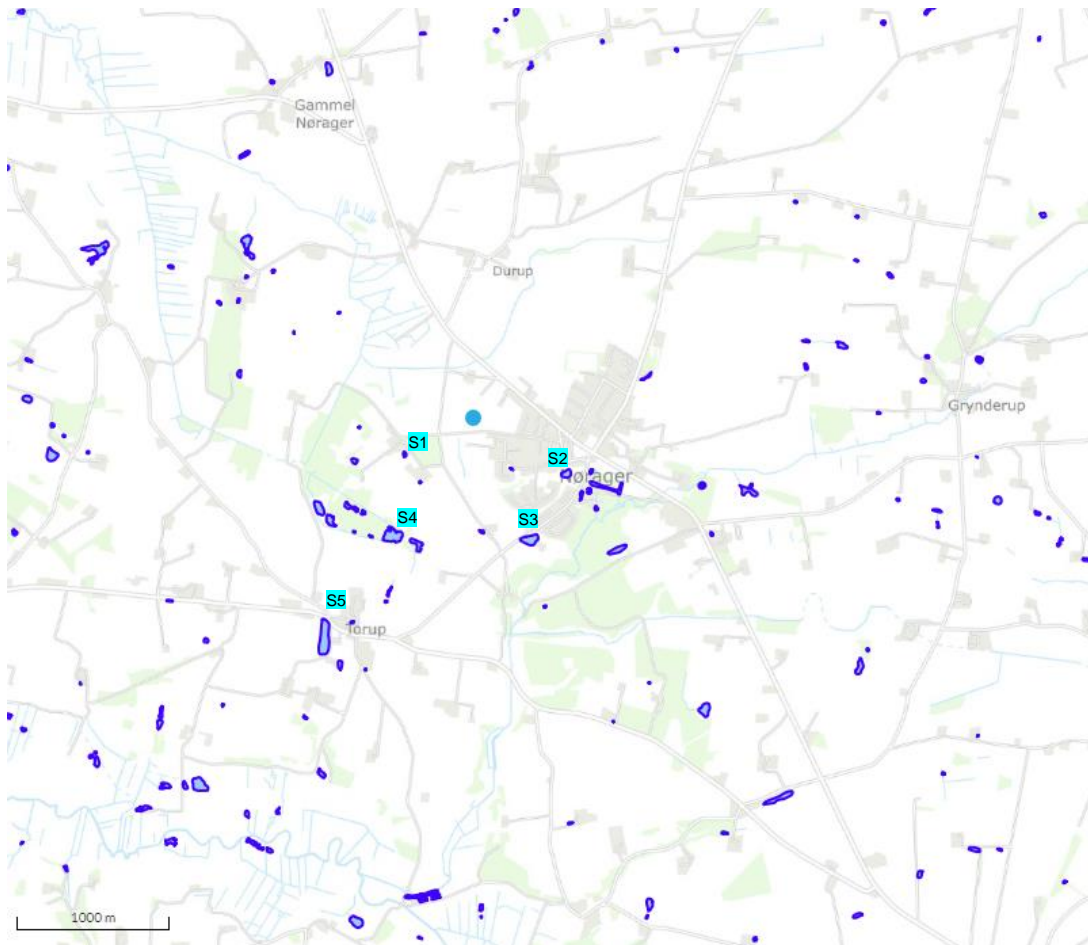 Gammel
Nørager
Durup
Grynderup
S1
S2
Nørager
S4
S3
S5
Torup
1000 m